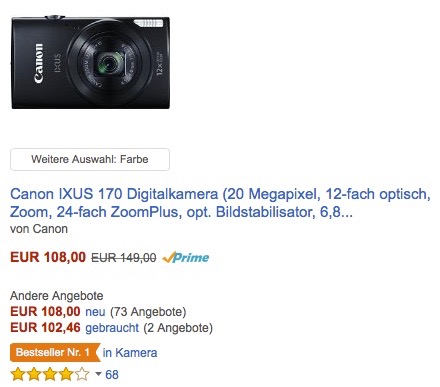 Canon IXUS
12x
Weitere Auswahl: Farbe
Canon IXUS 170 Digitalkamera (20 Megapixel, 12-fach optisch,
Zoom, 24-fach ZoomPlus, opt. Bildstabilisator, 6,8...
von Canon
EUR 108,00 EUR 149,00 Prime
Andere Angebote
EUR 108,00 neu (73 Angebote)
EUR 102,46 gebraucht (2 Angebote)
Bestseller Nr. 1 in Kamera
68